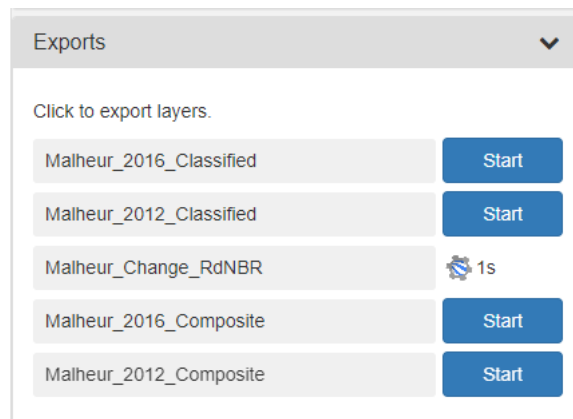 Exports
Click to export layers.
Malheur_2016_Classified Start
Malheur_2012_Classified Start
Malheur_Change_RdNBR 1s
Malheur_2016_Composite Start
Malheur_2012_Composite Start